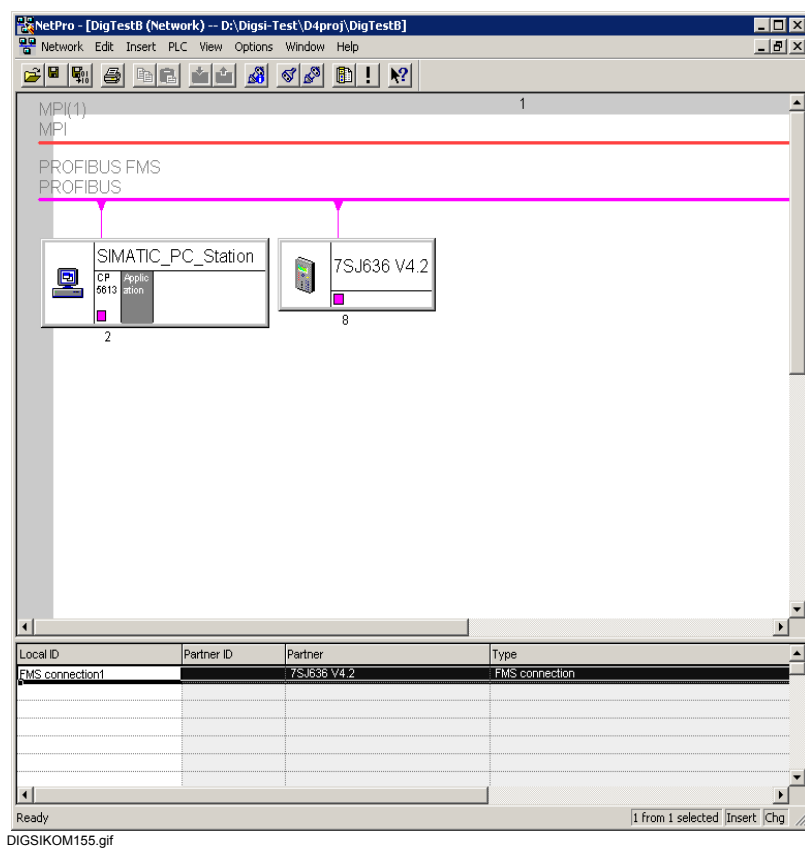 NetPro - [DigTestB (Network) -- D:\Digsi-Test\D4proj\DigTestB]
Network Edit Insert PLC View Options Window Help
1
MPI(1)
MPI
PROFIBUS FMS
PROFIBUS
SIMATIC_PC_Station
CP
5613
Applic
ation
2
7SJ636 V4.2
8
Local ID Partner ID Partner Type
FMS connection1 7SJ636 V4.2 FMS connection
Ready 1 from 1 selected Insert Chg
DIGSIKOM155.gif